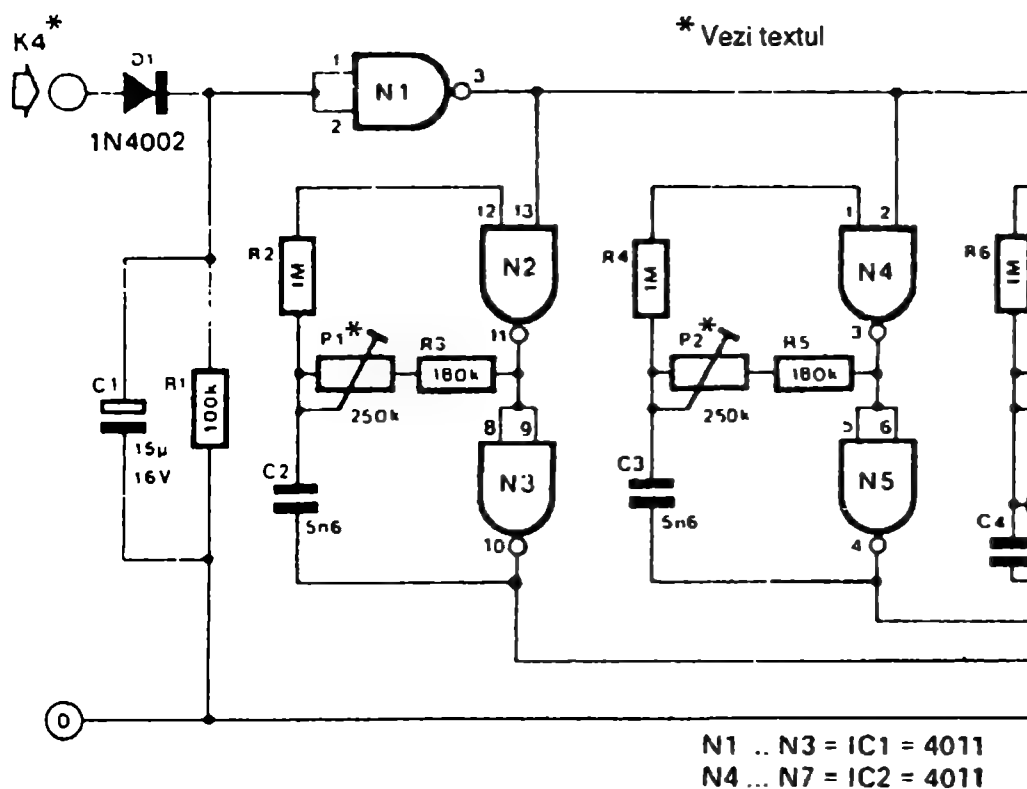 K4*
* Vezi textul
D1
1N4002
1
2
N1
3
R2
1M
12
13
N2
11
P1*
250k
R3
180k
8
9
N3
10
C2
5n6
C1
15µ
16V
R1
100k
R4
1M
1
2
N4
3
P2*
250k
R5
180k
5
6
N5
4
C3
5n6
R6
1M
C4
0
N1 .. N3 = IC1 = 4011
N4 ... N7 = IC2 = 4011